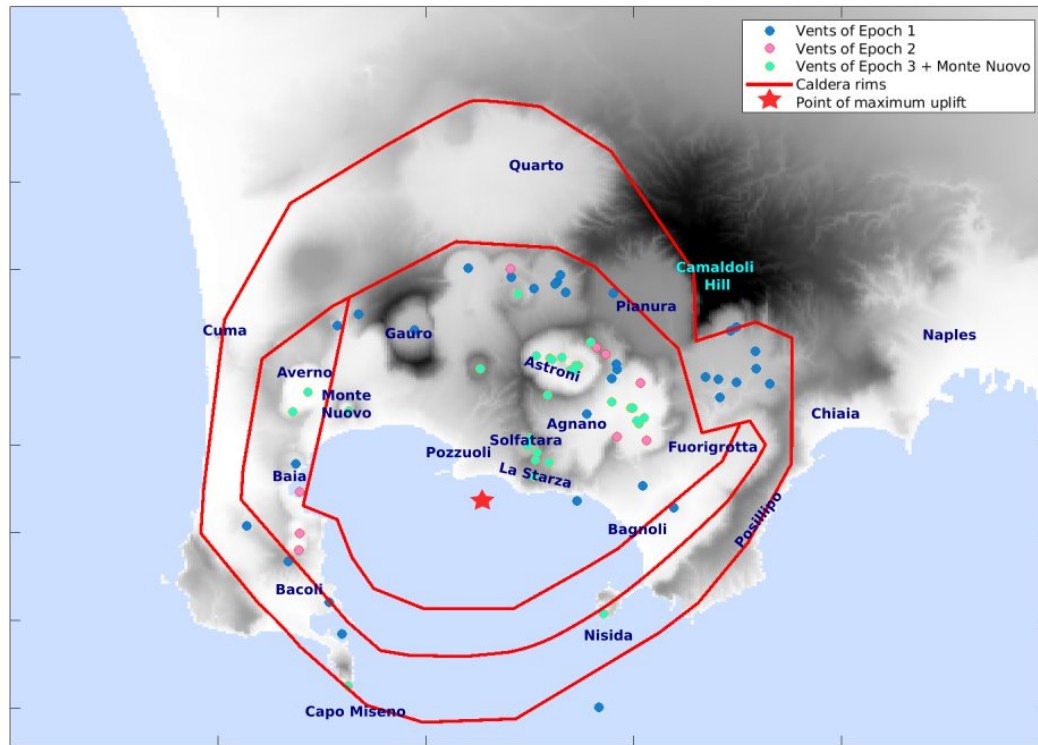 Vents of Epoch 1
Vents of Epoch 2
Vents of Epoch 3 + Monte Nuovo
Caldera rims
Point of maximum uplift
Quarto
Camaldoli
Hill
Pianura
Cuma
Gauro
Naples
Averno
Astroni
Monte
Nuovo
Chiaia
Agnano
Solfatara
Fuorigrotta
Pozzuoli
La Starza
Baia
Posillipo
Bagnoli
Bacoli
Nisida
Capo Miseno